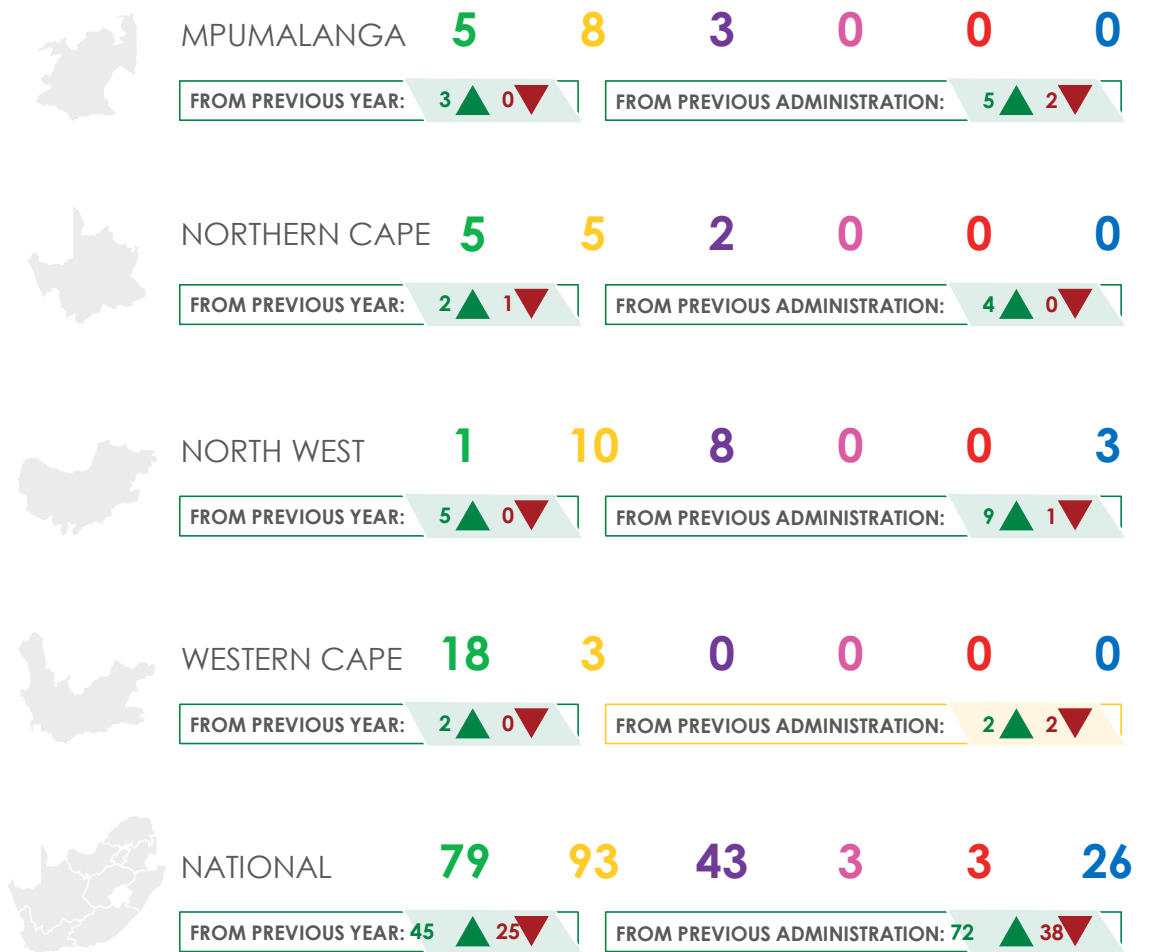 MPUMALANGA 5 8 3 0 0 0
FROM PREVIOUS YEAR: 3 0 FROM PREVIOUS ADMINISTRATION: 5 2
NORTHERN CAPE 5 5 2 0 0 0
FROM PREVIOUS YEAR: 2 1 FROM PREVIOUS ADMINISTRATION: 4 0
NORTH WEST 1 10 8 0 0 3
FROM PREVIOUS YEAR: 5 0 FROM PREVIOUS ADMINISTRATION: 9 1
WESTERN CAPE 18 3 0 0 0 0
FROM PREVIOUS YEAR: 2 0 FROM PREVIOUS ADMINISTRATION: 2 2
NATIONAL 79 93 43 3 3 26
FROM PREVIOUS YEAR: 45 25 FROM PREVIOUS ADMINISTRATION: 72 38